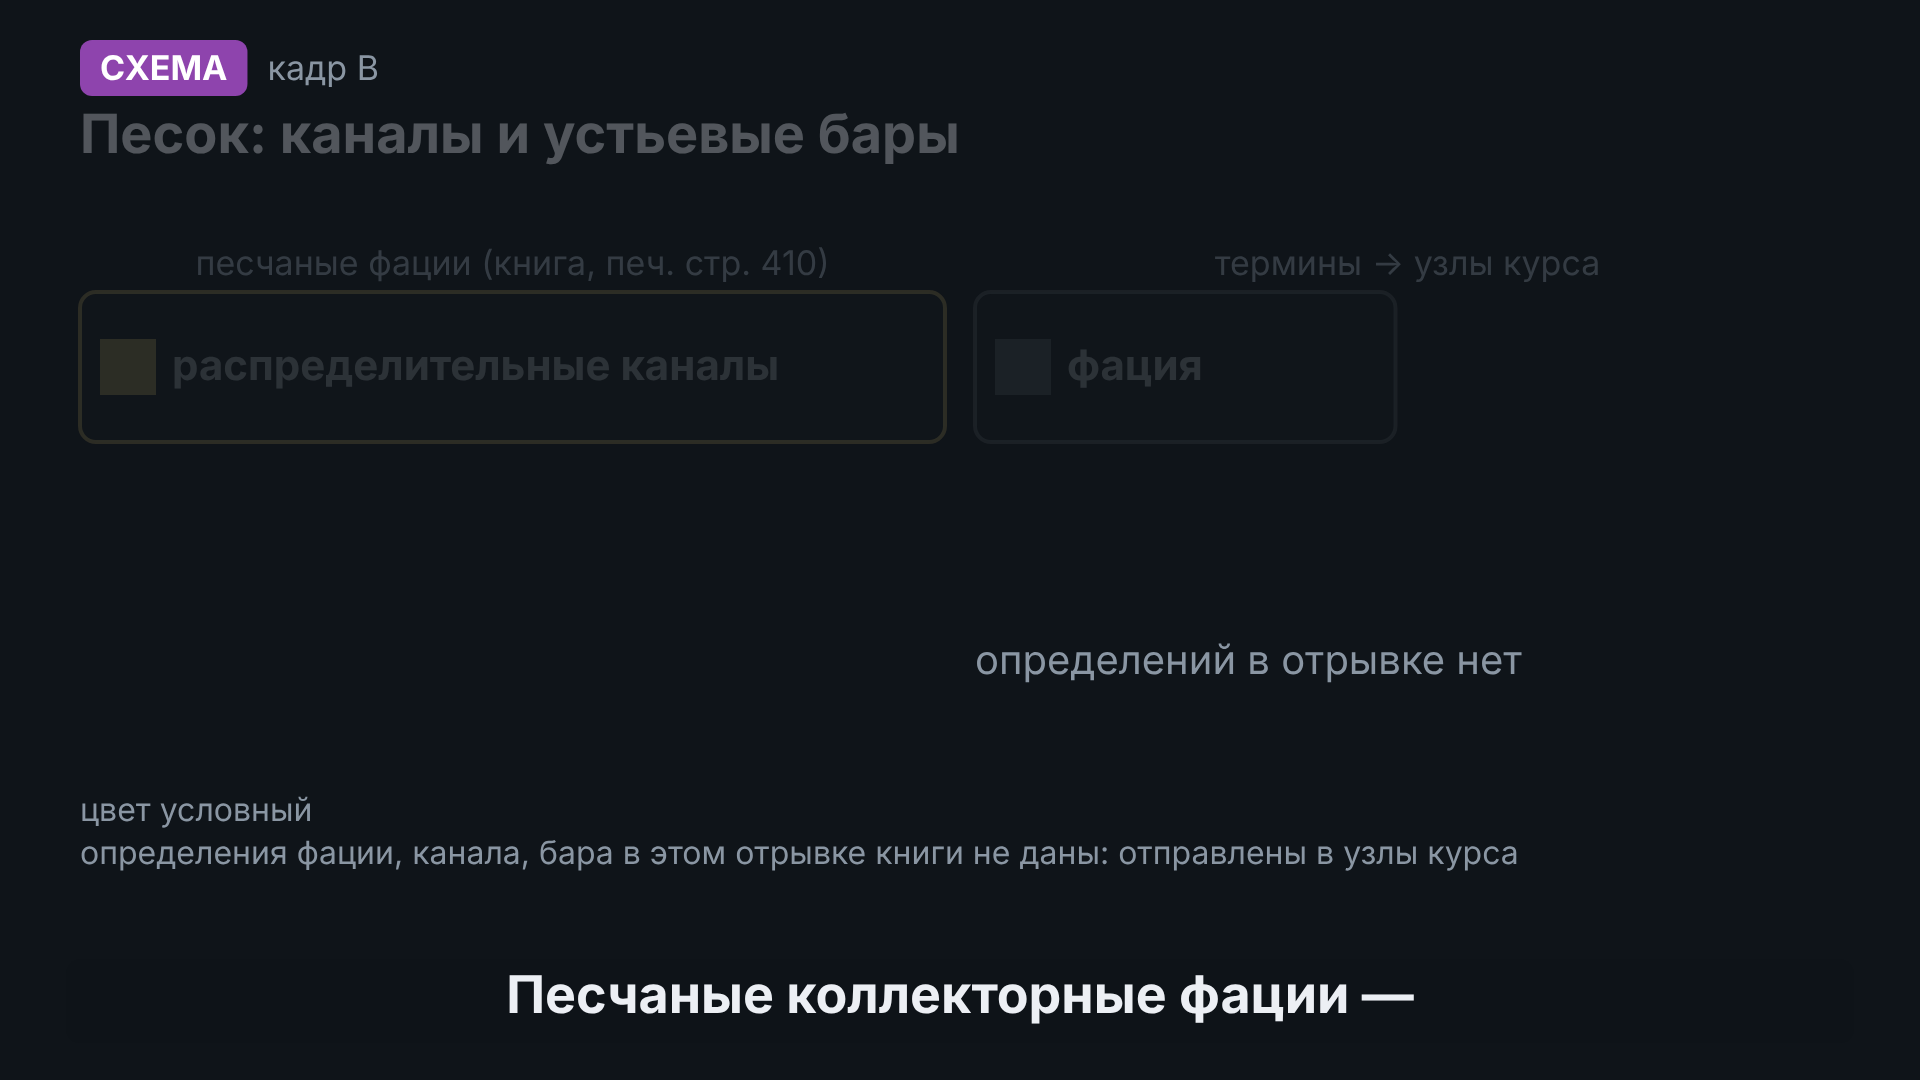 СХЕМА кадр B
Песок: каналы и устьевые бары
песчаные фации (книга, печ. стр. 410)
термины → узлы курса
распределительные каналы
фация
определений в отрывке нет
цвет условный
определения фации, канала, бара в этом отрывке книги не даны: отправлены в узлы курса
Песчаные коллекторные фации —